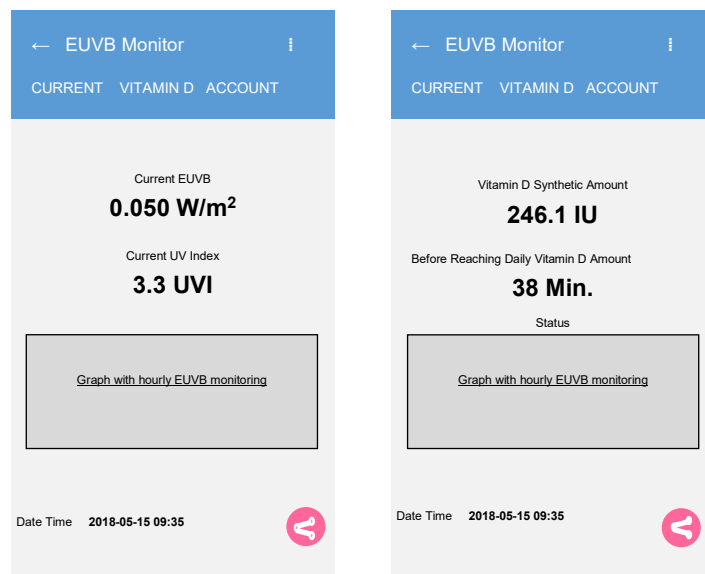 ← EUVB Monitor
CURRENT VITAMIN D ACCOUNT
Current EUVB
0.050 W/m²
Current UV Index
3.3 UVI
Graph with hourly EUVB monitoring
Date Time 2018-05-15 09:35
← EUVB Monitor
CURRENT VITAMIN D ACCOUNT
Vitamin D Synthetic Amount
246.1 IU
Before Reaching Daily Vitamin D Amount
38 Min.
Status
Graph with hourly EUVB monitoring
Date Time 2018-05-15 09:35